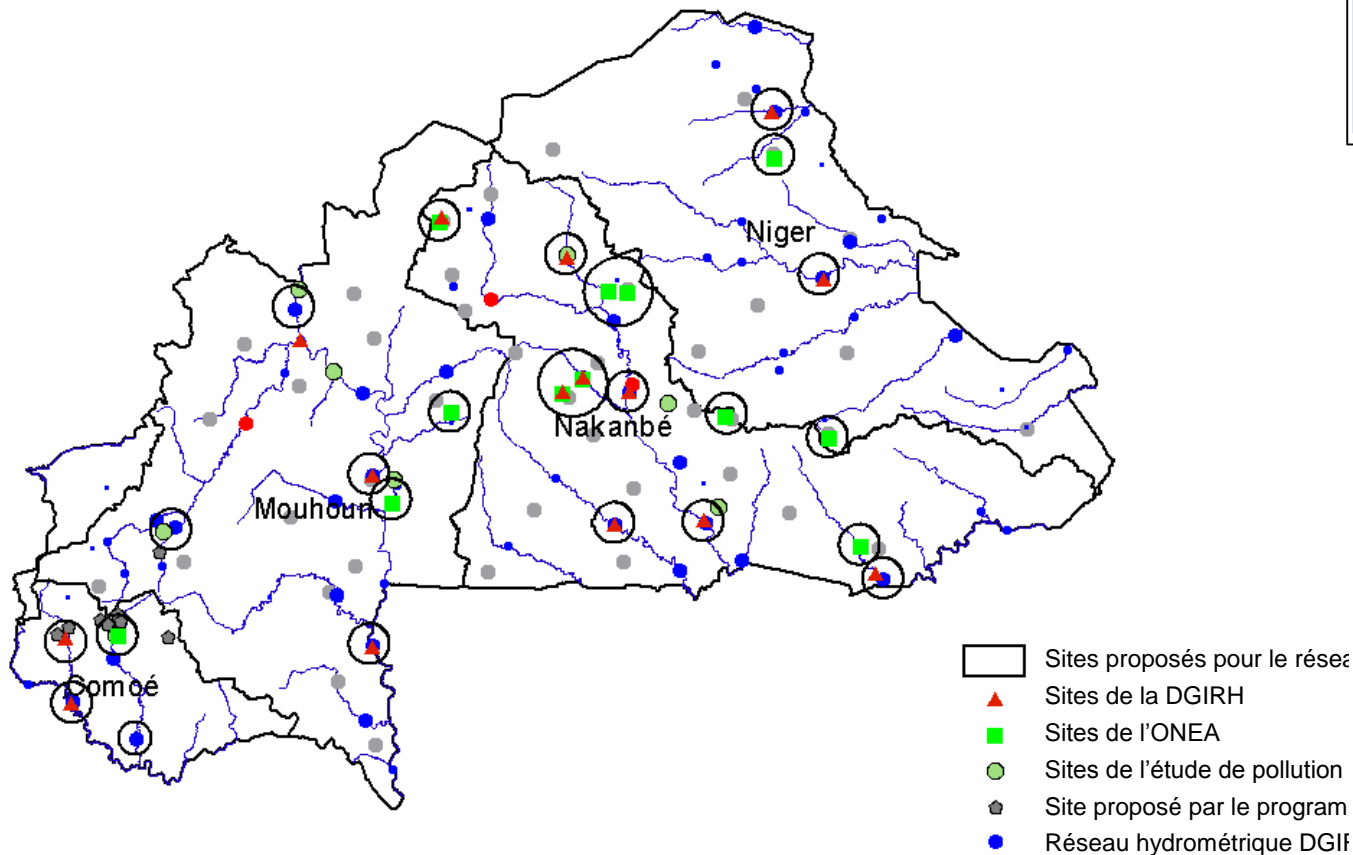 Niger
Nakanbé
Mouhoun
Comoé
Sites proposés pour le résea
Sites de la DGIRH
Sites de l'ONEA
Sites de l'étude de pollution
Site proposé par le program
Réseau hydrométrique DGIR